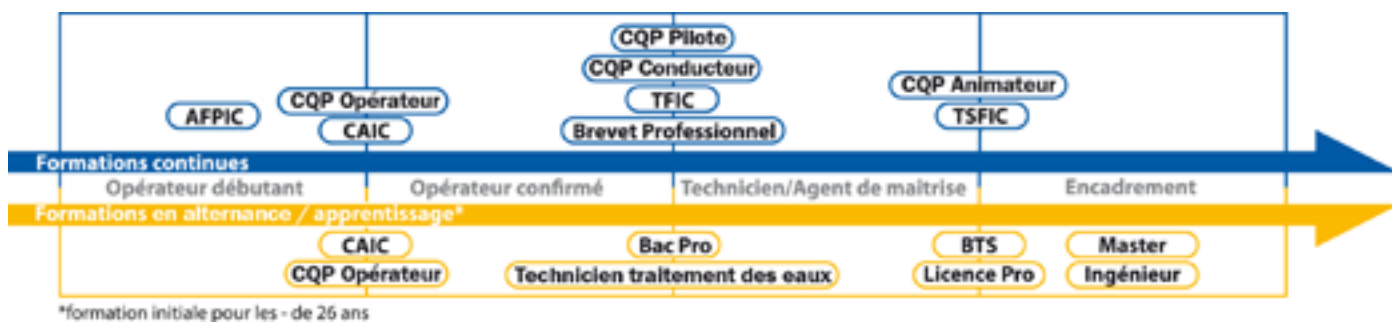 CQP Pilote
CQP Conducteur
CQP Opérateur
TFIC
CQP Animateur
AFPIC
CAIC
Brevet Professionnel
TSFIC
Formations continues
Opérateur débutant
Opérateur confirmé
Technicien/Agent de maîtrise
Encadrement
Formations en alternance / apprentissage*
CAIC
Bac Pro
BTS
Master
CQP Opérateur
Technicien traitement des eaux
Licence Pro
Ingénieur
*formation initiale pour les - de 26 ans